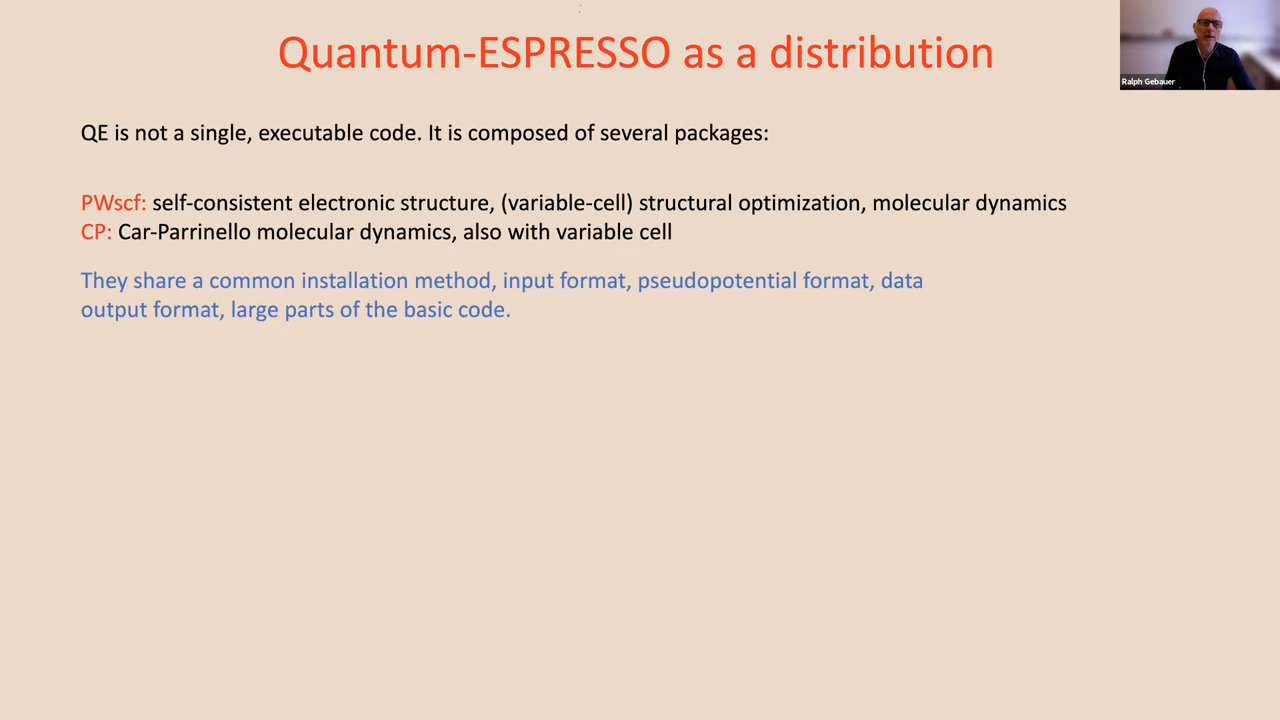 Quantum-ESPRESSO as a distribution
Ralph Gebauer
QE is not a single, executable code. It is composed of several packages:
PWscf: self-consistent electronic structure, (variable-cell) structural optimization, molecular dynamics
CP: Car-Parrinello molecular dynamics, also with variable cell
They share a common installation method, input format, pseudopotential format, data
output format, large parts of the basic code.